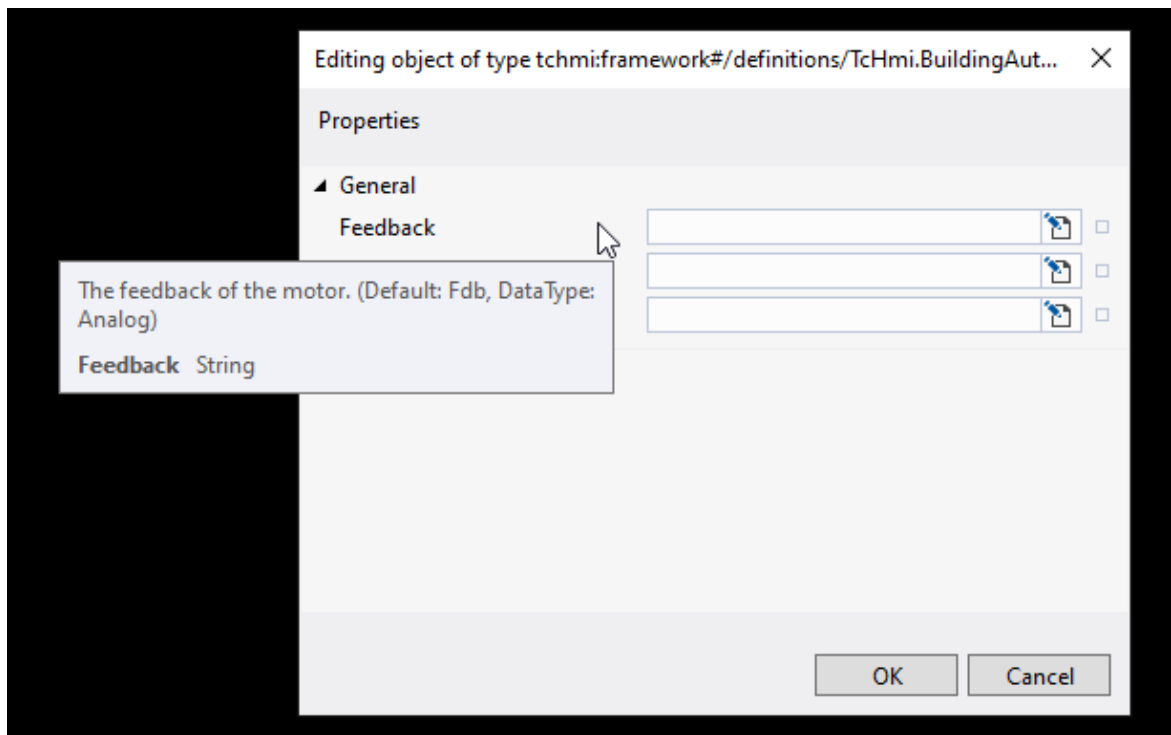 Editing object of type tchmi:framework#/definitions/TcHmi.BuildingAut...
Properties
General
Feedback
The feedback of the motor. (Default: Fdb, DataType:
Analog)
Feedback String
OK Cancel